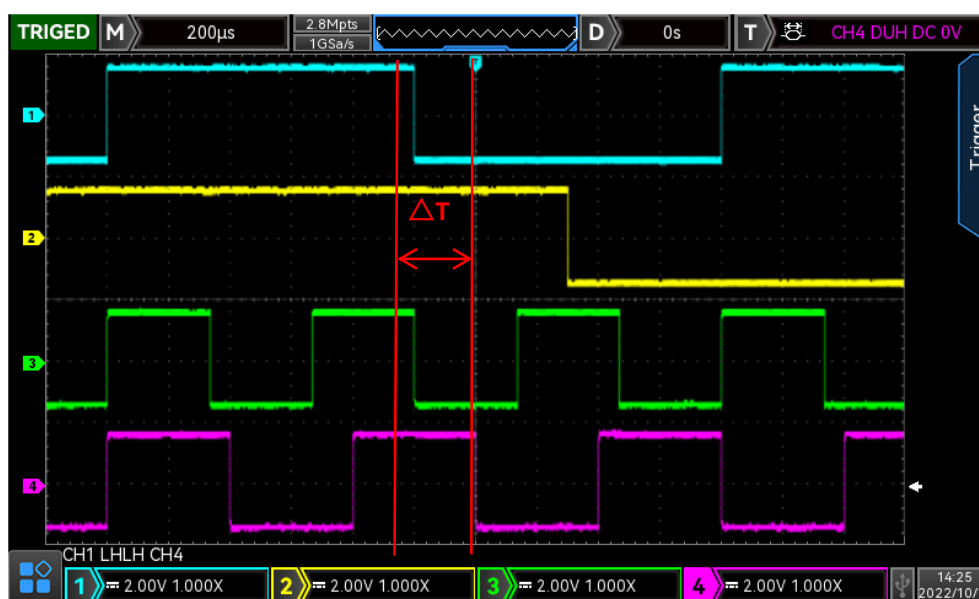 TRIGED M 200µs 2.8Mpts D 0s T CH4 DUH DC 0V
1GSa/s
Trigger
T
1
2
△T
3
4
CH1 LHLH CH4
1 2.00V 1.000X 2 2.00V 1.000X 3 2.00V 1.000X 4 2.00V 1.000X 14:25
2022/10